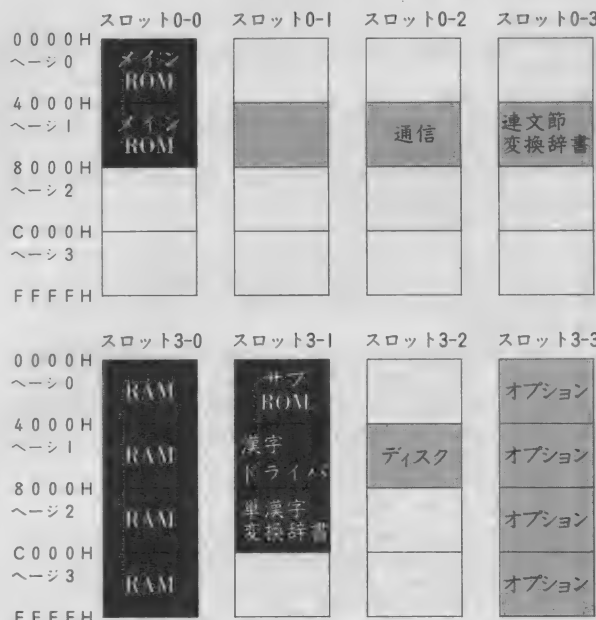 スロット0-0 スロット0-1 スロット0-2 スロット0-3
0000H
ページ0
メイン
ROM
4000H
ページ1
メイン
ROM
通信
連文節
変換辞書
8000H
ページ2
C000H
ページ3
FFFFH
スロット3-0 スロット3-1 スロット3-2 スロット3-3
0000H
ページ0
RAM
サブ
ROM
オプション
4000H
ページ1
RAM
漢字
ドライバ
ディスク
オプション
8000H
ページ2
RAM
単漢字
変換辞書
オプション
C000H
ページ3
RAM
オプション
FFFFH